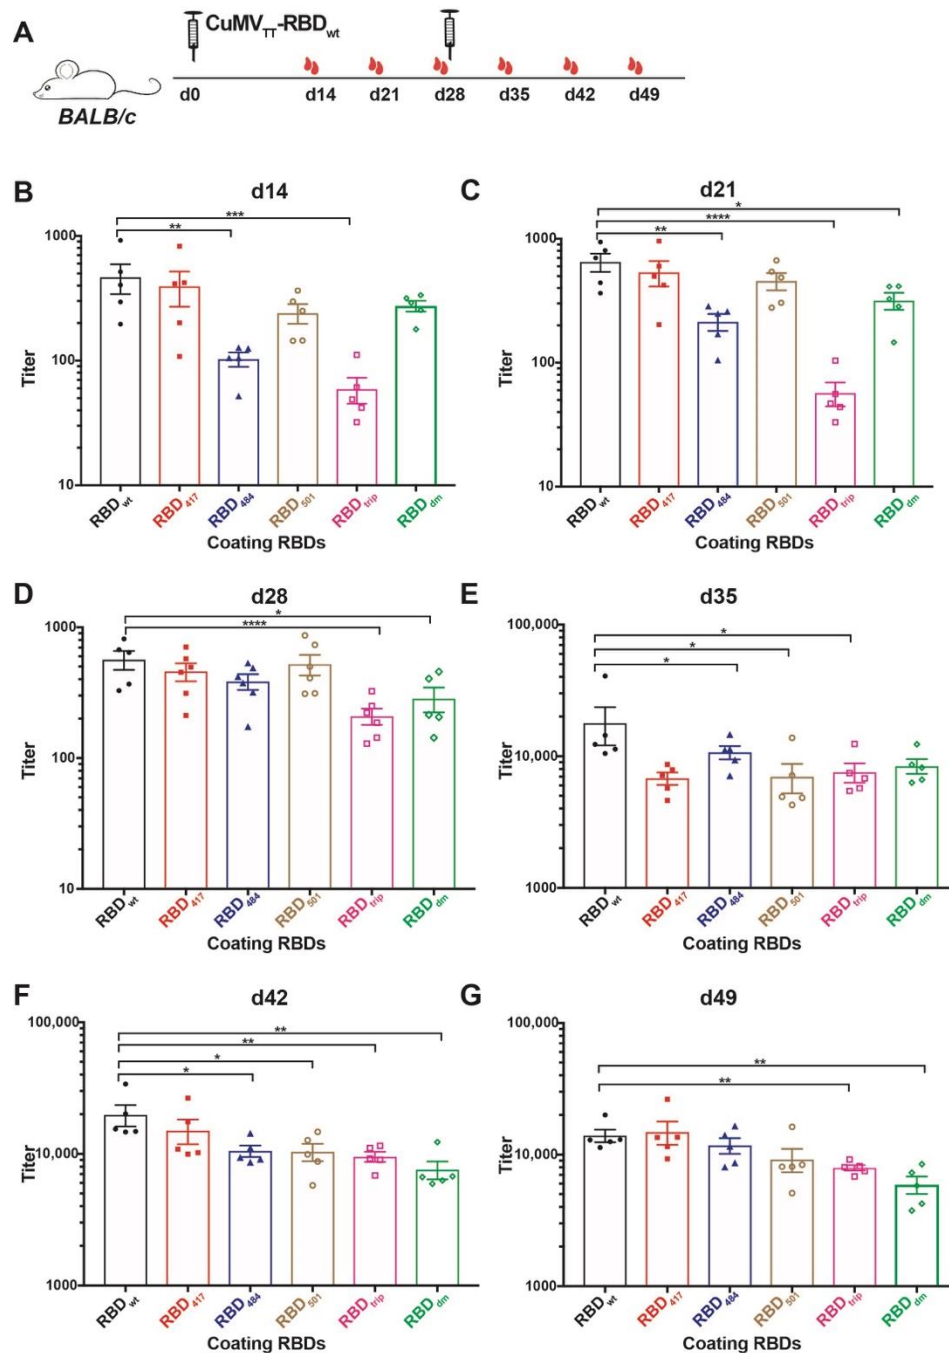 A
CuMVTT-RBDwt
d0 d14 d21 d28 d35 d42 d49
BALB/c
B
d14
***
**
1000
100
10
Titer
RBDwt RBD417 RBD484 RBD501 RBDtrip RBDdm
Coating RBDs
C
d21
*
****
**
1000
100
10
Titer
RBDwt RBD417 RBD484 RBD501 RBDtrip RBDdm
Coating RBDs
D
d28
*
****
1000
100
10
Titer
RBDwt RBD417 RBD484 RBD501 RBDtrip RBDdm
Coating RBDs
E
d35
*
*
*
100,000
10,000
1000
Titer
RBDwt RBD417 RBD484 RBD501 RBDtrip RBDdm
Coating RBDs
F
d42
**
**
*
*
100,000
10,000
1000
Titer
RBDwt RBD417 RBD484 RBD501 RBDtrip RBDdm
Coating RBDs
G
d49
**
**
100,000
10,000
1000
Titer
RBDwt RBD417 RBD484 RBD501 RBDtrip RBDdm
Coating RBDs